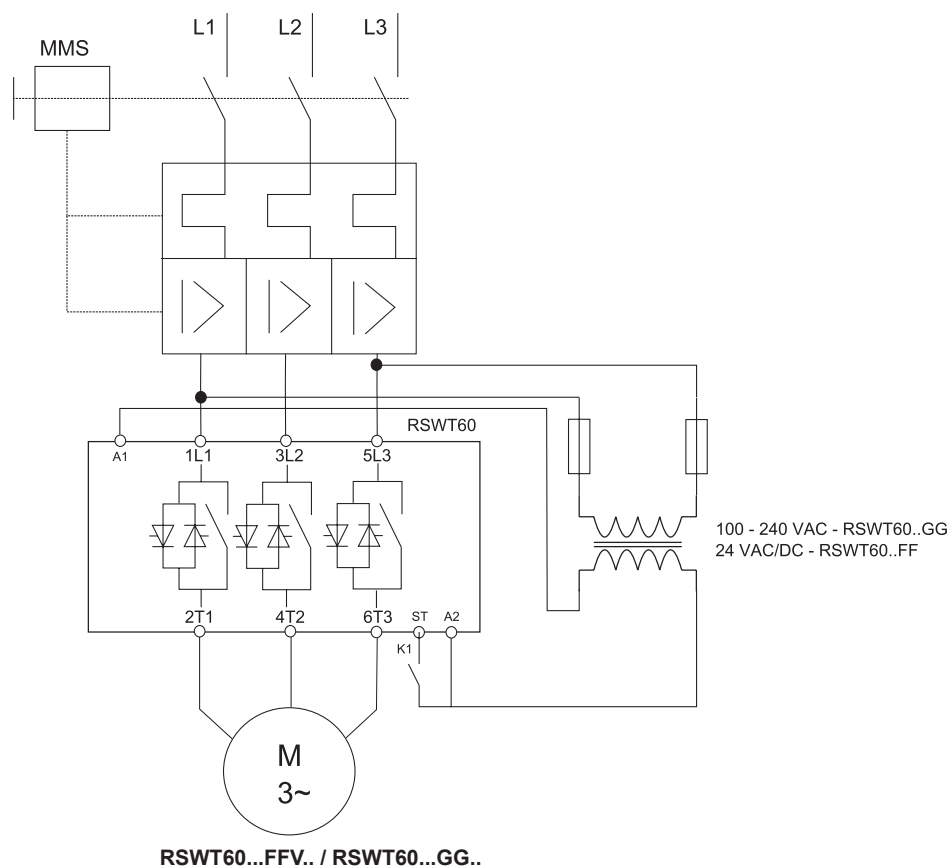 L1 L2 L3
MMS
RSWT60
A1 1L1 3L2 5L3
100 - 240 VAC - RSWT60..GG
24 VAC/DC - RSWT60..FF
2T1 4T2 6T3 ST A2
K1
M
3~
RSWT60...FFV.. / RSWT60...GG..